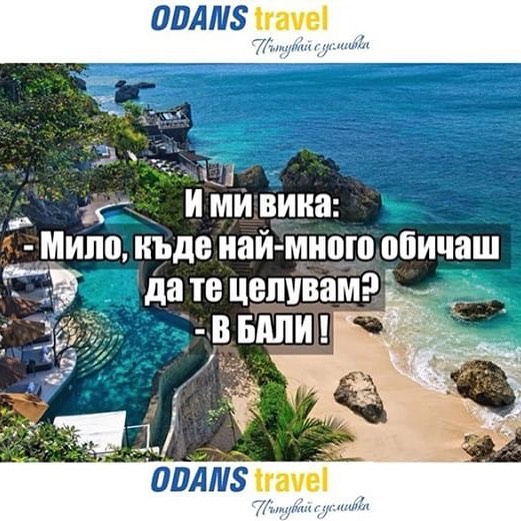 ODANS travel
Пътувай с усмивка
И ми вика:
- Мило, къде най-много обичаш
да те целувам?
- В БАЛИ !
ODANS travel
Пътувай с усмивка